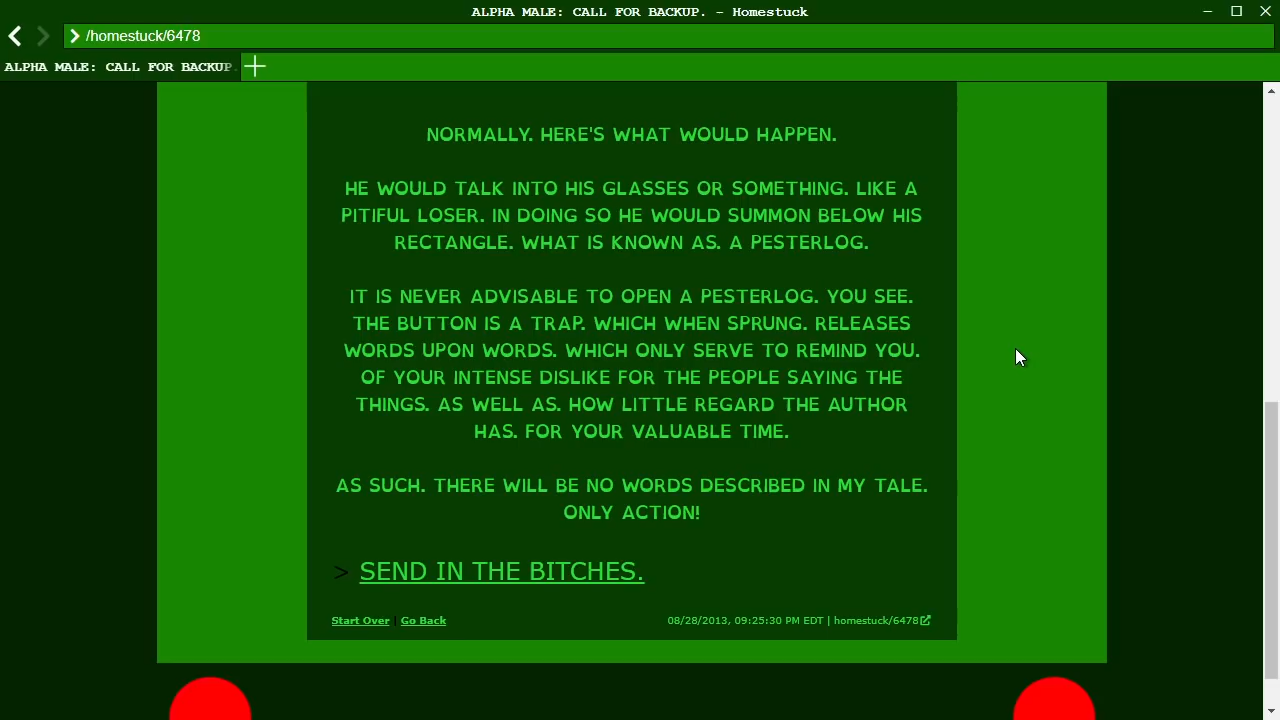 ALPHA MALE: CALL FOR BACKUP. - Homestuck
/homestuck/6478
ALPHA MALE: CALL FOR BACKUP.
NORMALLY. HERE'S WHAT WOULD HAPPEN.
HE WOULD TALK INTO HIS GLASSES OR SOMETHING. LIKE A
PITIFUL LOSER. IN DOING SO HE WOULD SUMMON BELOW HIS
RECTANGLE. WHAT IS KNOWN AS. A PESTERLOG.
IT IS NEVER ADVISABLE TO OPEN A PESTERLOG. YOU SEE.
THE BUTTON IS A TRAP. WHICH WHEN SPRUNG. RELEASES
WORDS UPON WORDS. WHICH ONLY SERVE TO REMIND YOU.
OF YOUR INTENSE DISLIKE FOR THE PEOPLE SAYING THE
THINGS. AS WELL AS. HOW LITTLE REGARD THE AUTHOR
HAS. FOR YOUR VALUABLE TIME.
AS SUCH. THERE WILL BE NO WORDS DESCRIBED IN MY TALE.
ONLY ACTION!
> SEND IN THE BITCHES.
Start Over | Go Back 08/28/2013, 09:25:30 PM EDT | homestuck/6478